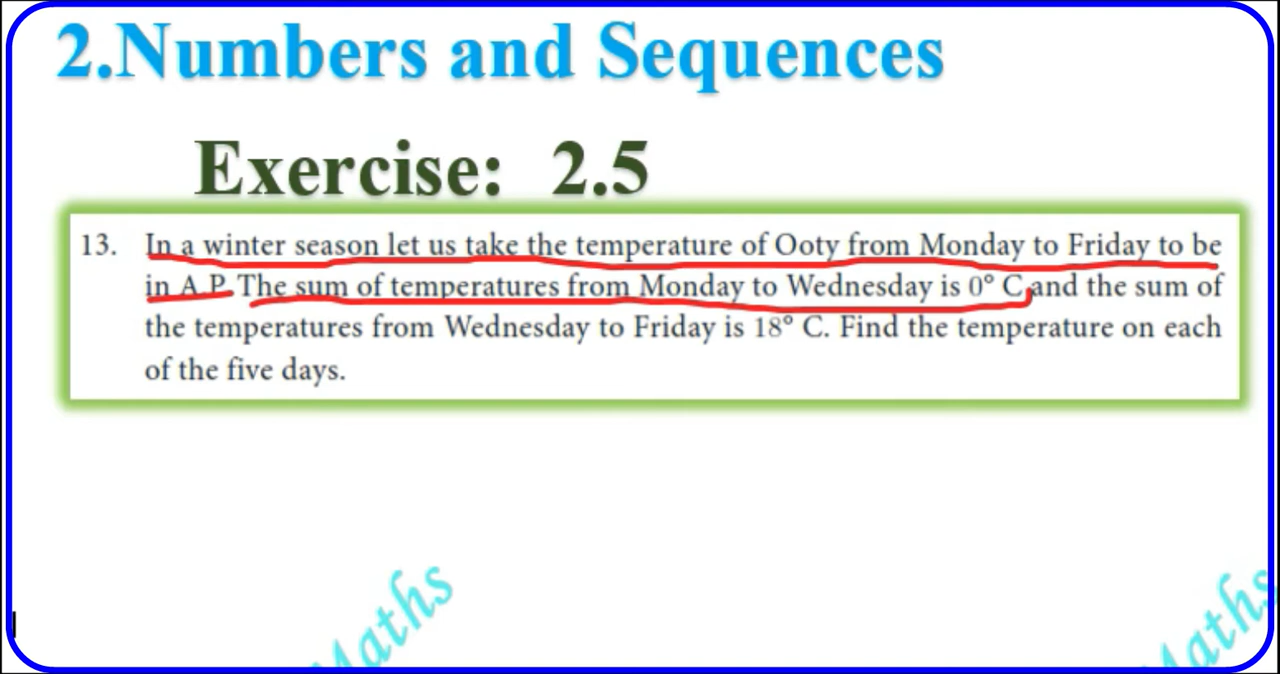 2.Numbers and Sequences
Exercise: 2.5
13. In a winter season let us take the temperature of Ooty from Monday to Friday to be
in A.P. The sum of temperatures from Monday to Wednesday is 0° C and the sum of
the temperatures from Wednesday to Friday is 18° C. Find the temperature on each
of the five days.
Maths
Maths